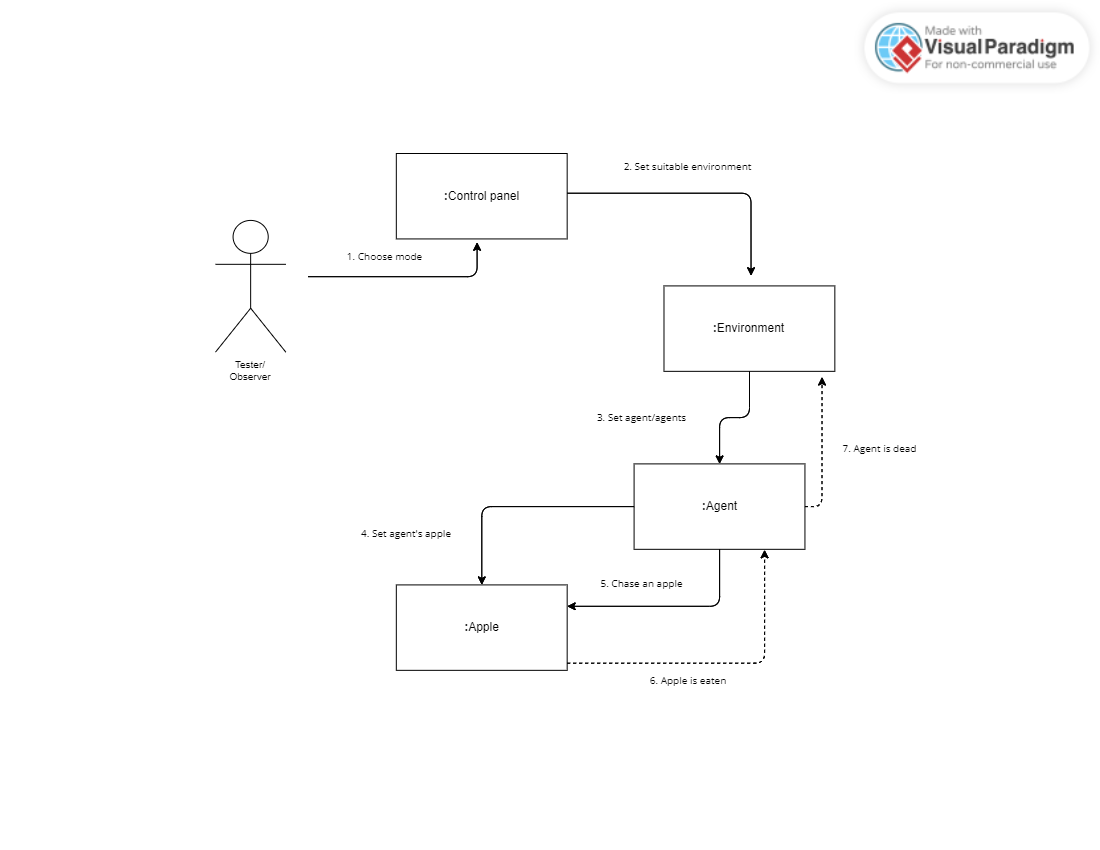 Made with
Visual Paradigm
For non-commercial use
2. Set suitable environment
:Control panel
1. Choose mode
:Environment
Tester/
Observer
3. Set agent/agents
7. Agent is dead
:Agent
4. Set agent's apple
5. Chase an apple
:Apple
6. Apple is eaten